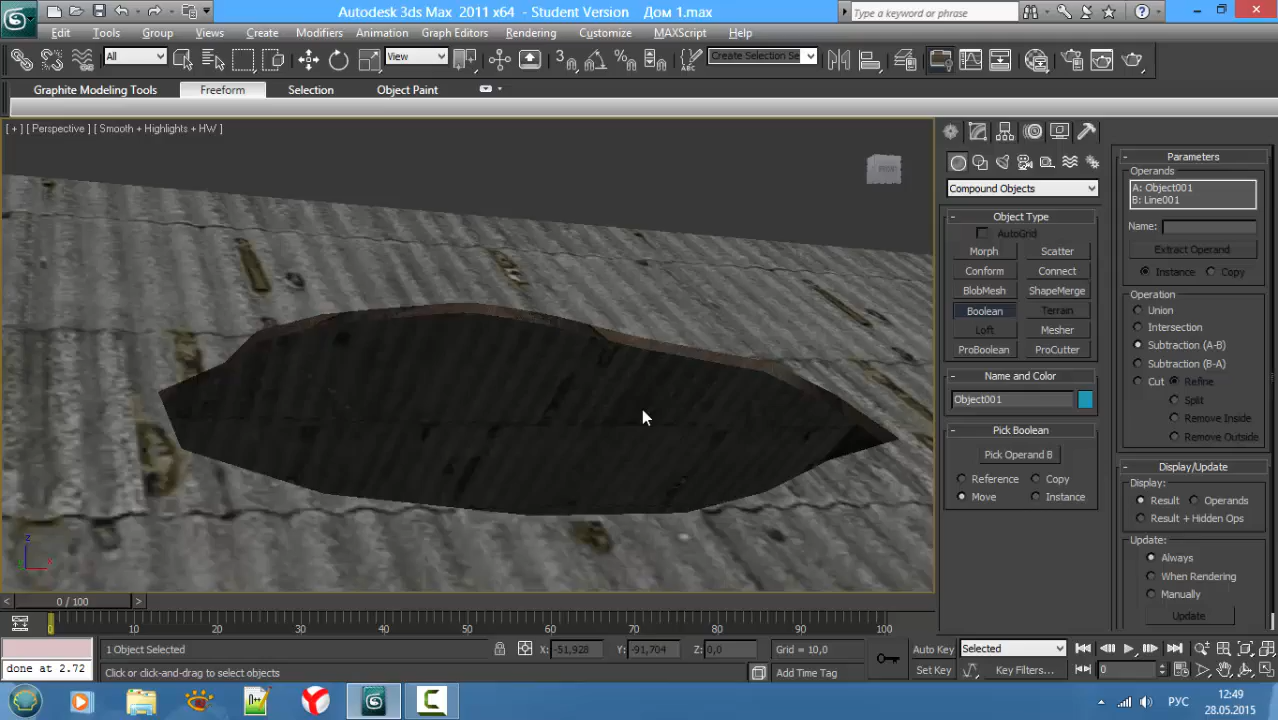 Autodesk 3ds Max 2011 x64 - Student Version Дом 1.max
Type a keyword or phrase
Edit Tools Group Views Create Modifiers Animation Graph Editors Rendering Customize MAXScript Help
All
View
Create Selection Se
Graphite Modeling Tools Freeform Selection Object Paint
[ + ] [ Perspective ] [ Smooth + Highlights + HW ]
Compound Objects
Object Type
AutoGrid
Morph Scatter
Conform Connect
BlobMesh ShapeMerge
Boolean Terrain
Loft Mesher
ProBoolean ProCutter
Name and Color
Object001
Pick Boolean
Pick Operand B
Reference Copy
Move Instance
Parameters
Operands
A: Object001
B: Line001
Name:
Extract Operand
Instance Copy
Operation
Union
Intersection
Subtraction (A-B)
Subtraction (B-A)
Cut Refine
Split
Remove Inside
Remove Outside
Display/Update
Display:
Result Operands
Result + Hidden Ops
Update:
Always
When Rendering
Manually
Update
z
x
0 / 100
0 10 20 30 40 50 60 70 80 90 100
1 Object Selected
X: -51,928 Y: -91,704 Z: 0,0
Grid = 10,0
Auto Key Selected
done at 2.72
Click or click-and-drag to select objects
Add Time Tag
Set Key Key Filters... 0
РУС
12:49
28.05.2015